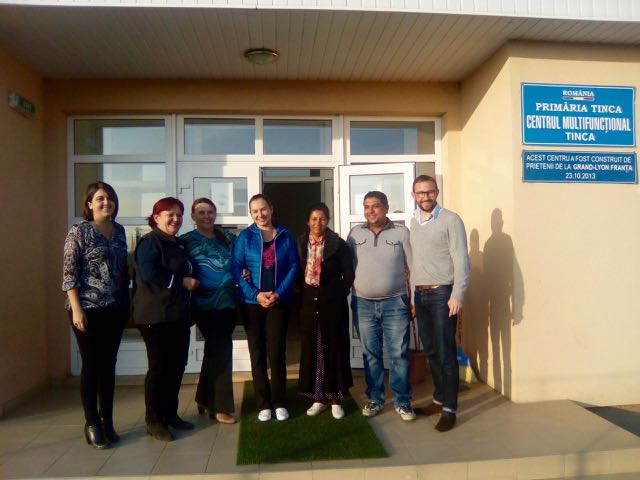 ROMÂNIA
PRIMĂRIA TINCA
CENTRUL MULTIFUNCȚIONAL
TINCA
ACEST CENTRU A FOST CONSTRUIT DE
PRIETENII DE LA GRAND-LYON FRANȚA
23.10.2013